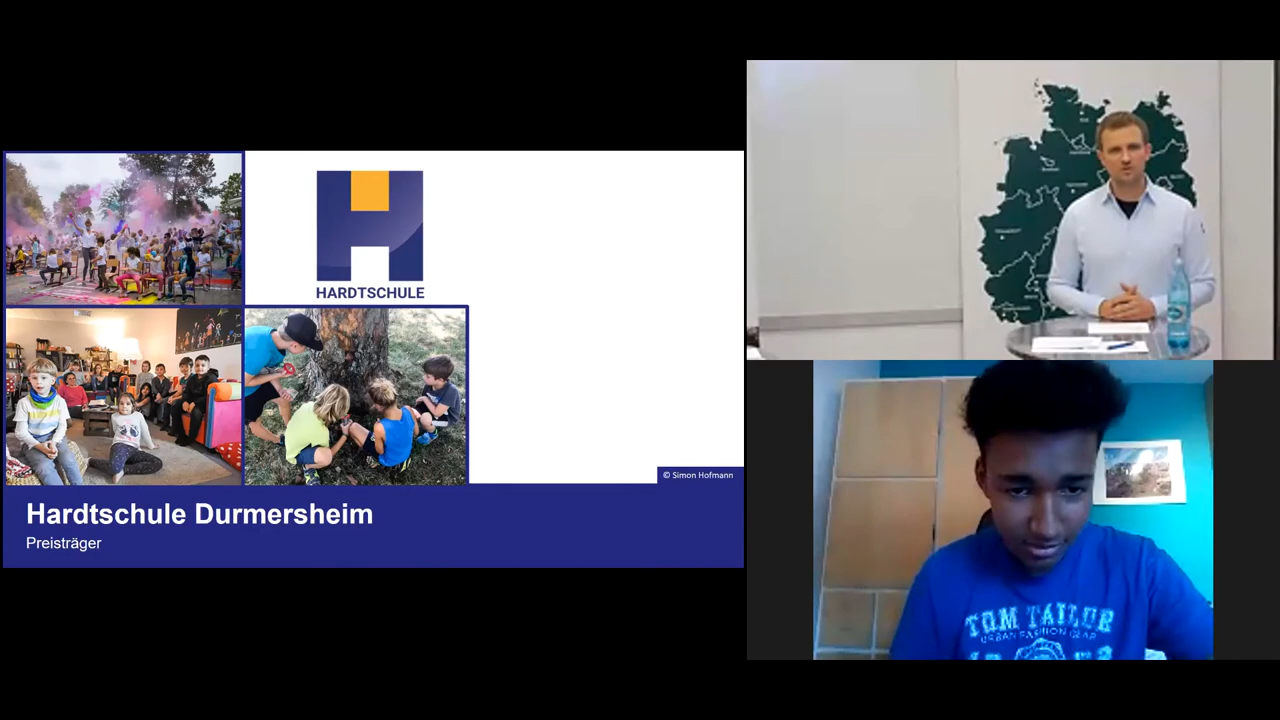 HARDTSCHULE
© Simon Hofmann
Hardtschule Durmersheim
Preisträger
TOM TAILOR
URBAN FASHION GEAR